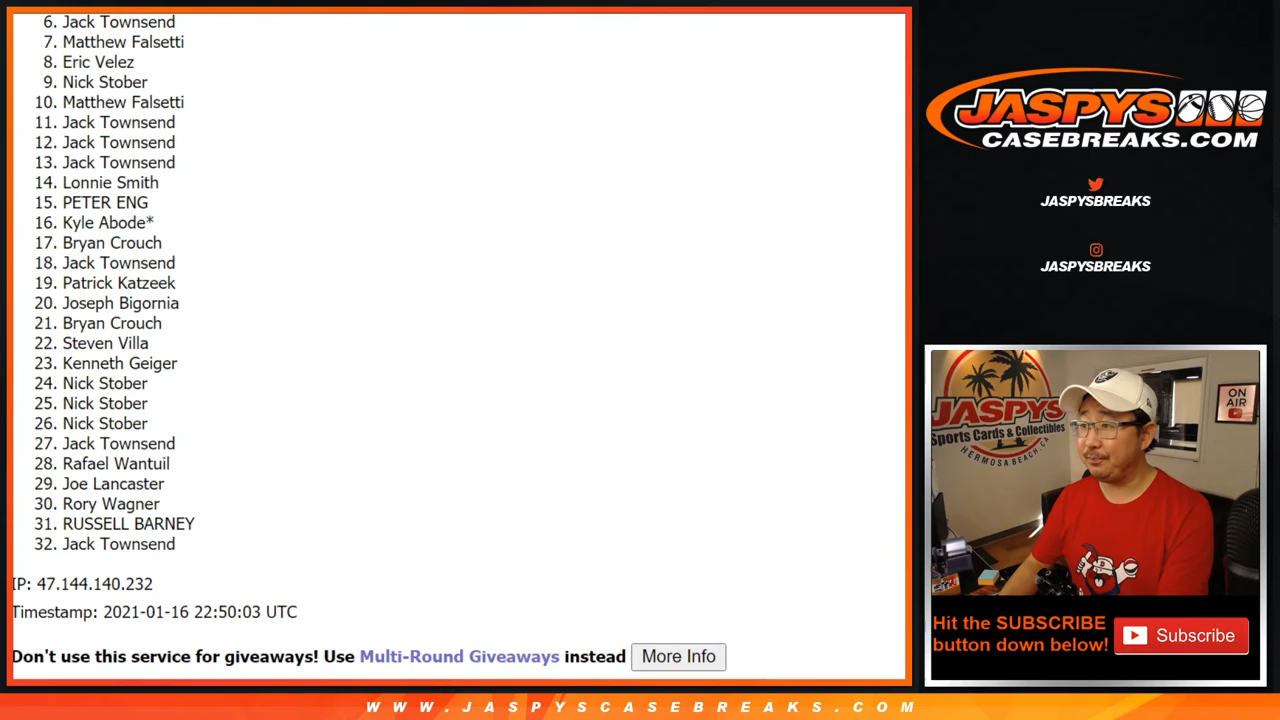 6. Jack Townsend
7. Matthew Falsetti
8. Eric Velez
9. Nick Stober
10. Matthew Falsetti
11. Jack Townsend
12. Jack Townsend
13. Jack Townsend
14. Lonnie Smith
15. PETER ENG
16. Kyle Abode*
17. Bryan Crouch
18. Jack Townsend
19. Patrick Katzeek
20. Joseph Bigornia
21. Bryan Crouch
22. Steven Villa
23. Kenneth Geiger
24. Nick Stober
25. Nick Stober
26. Nick Stober
27. Jack Townsend
28. Rafael Wantuil
29. Joe Lancaster
30. Rory Wagner
31. RUSSELL BARNEY
32. Jack Townsend
IP: 47.144.140.232
Timestamp: 2021-01-16 22:50:03 UTC
Don't use this service for giveaways! Use Multi-Round Giveaways instead More Info
JASPYS
CASEBREAKS.COM
JASPYSBREAKS
JASPYSBREAKS
JASPYS
Sports Cards & Collectibles
HERMOSA BEACH, CA
ON
AIR
Hit the SUBSCRIBE
button down below!
Subscribe
WWW.JASPYSCASEBREAKS.COM